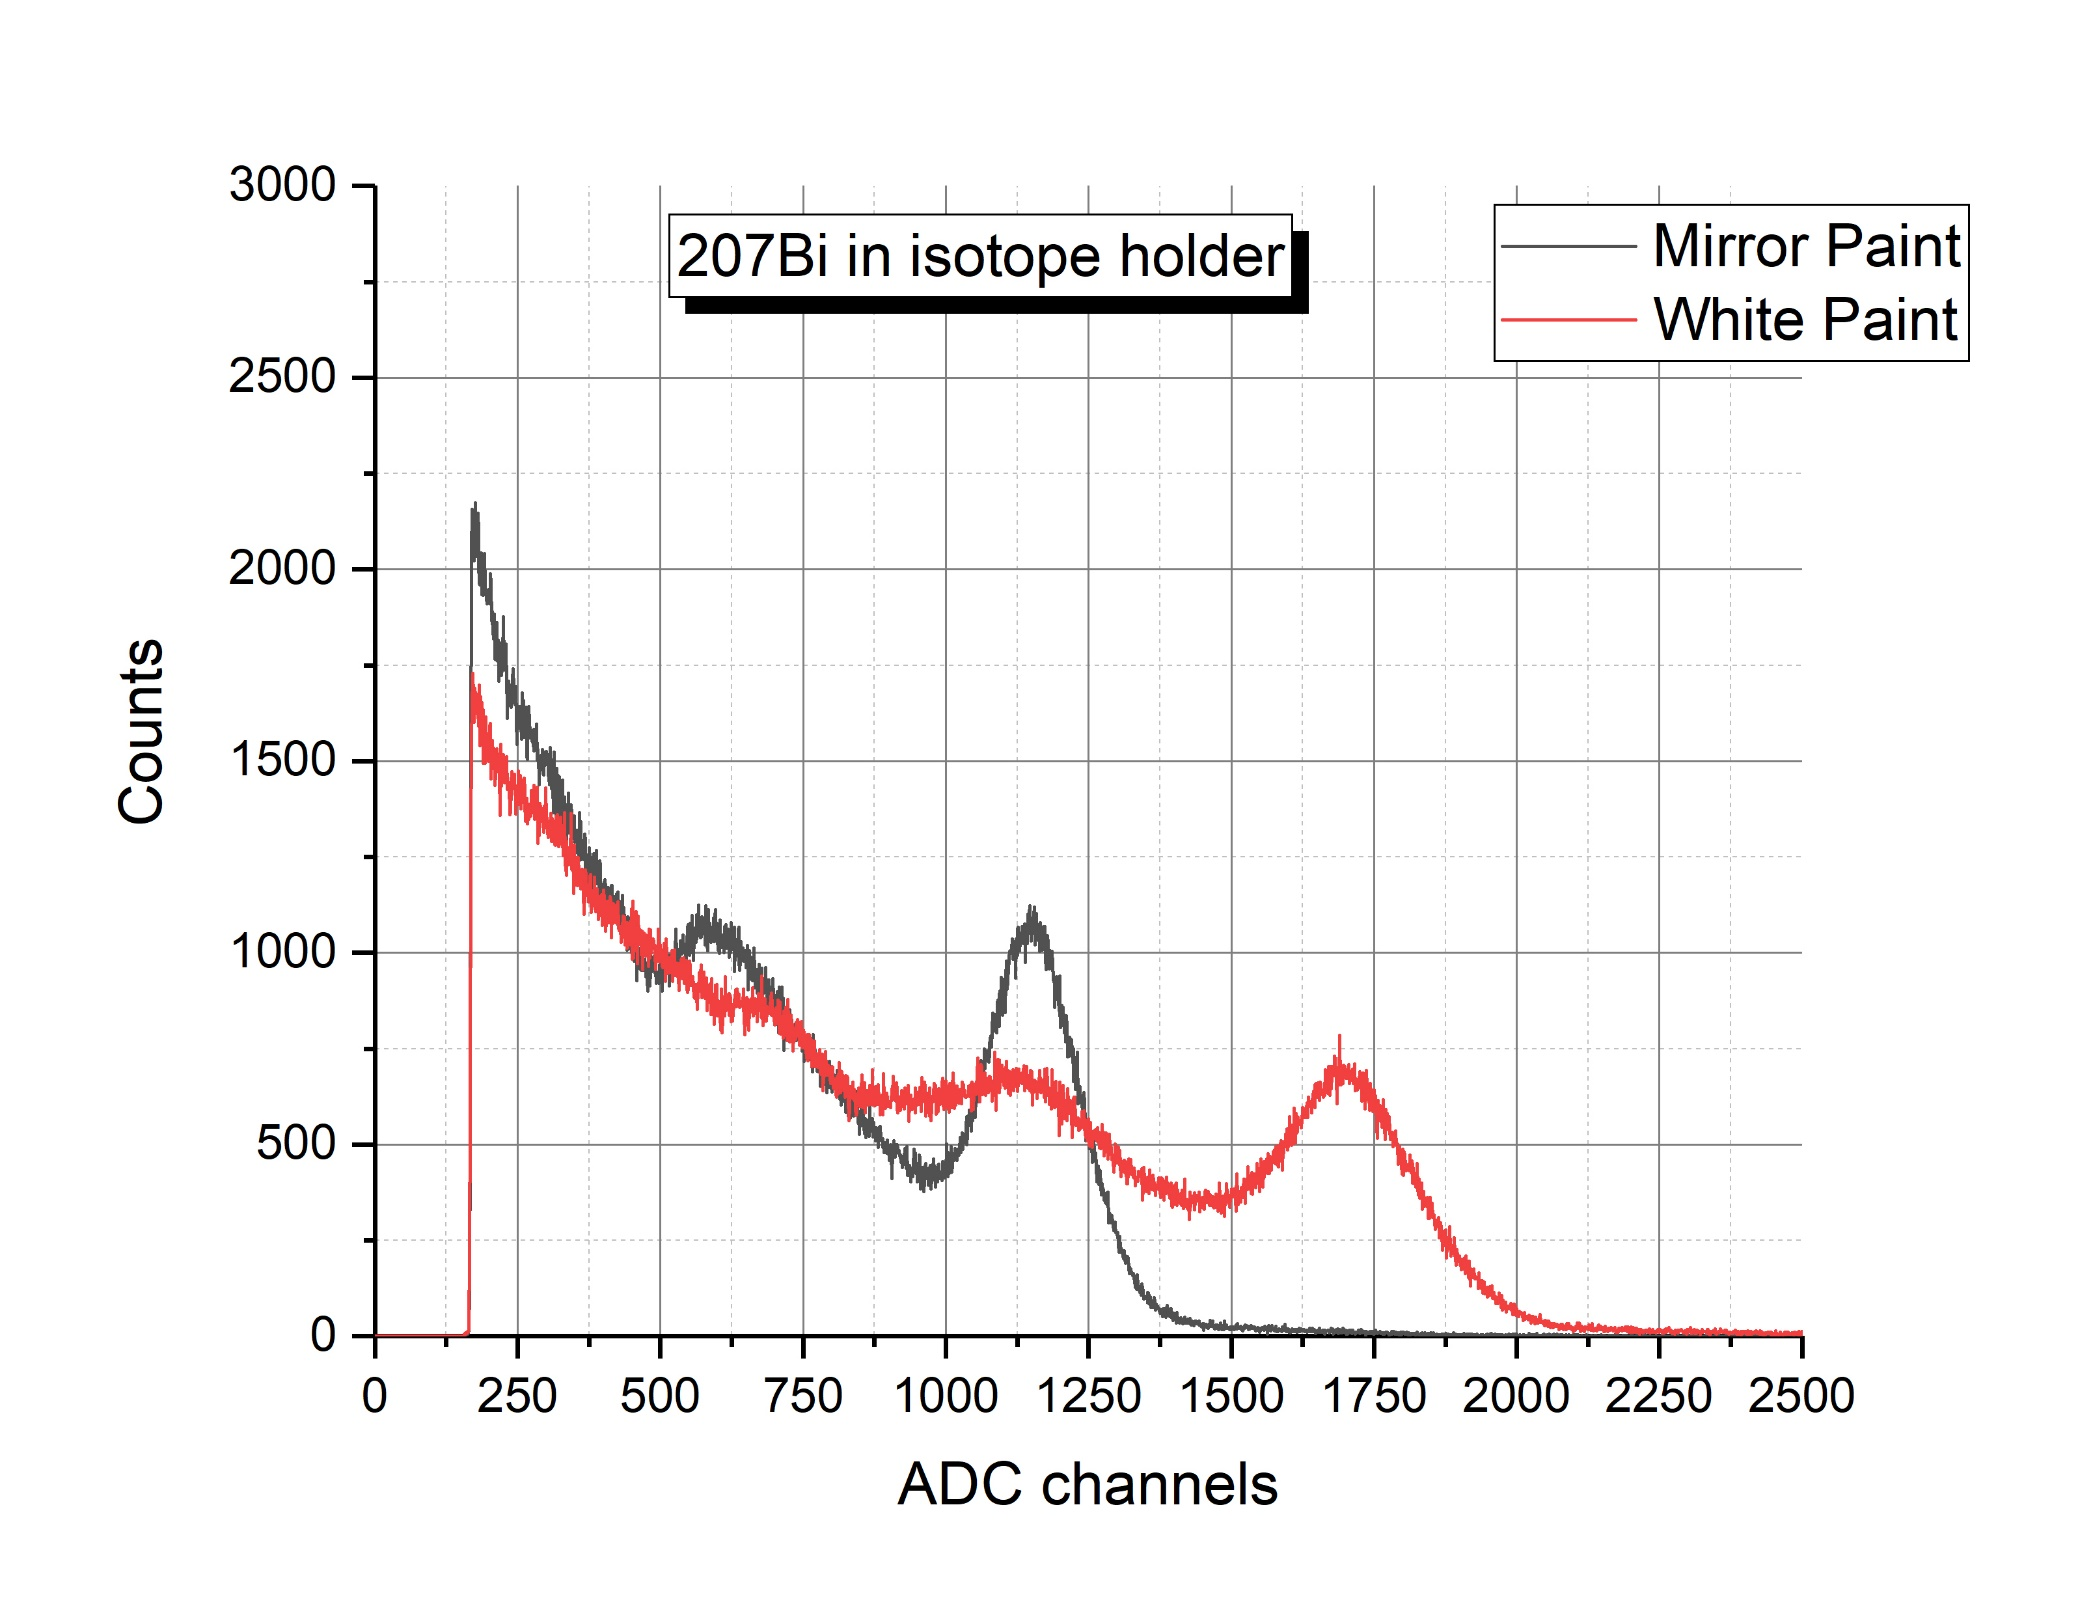 207Bi in isotope holder
Mirror Paint
White Paint
Counts
3000
2500
2000
1500
1000
500
0
0 250 500 750 1000 1250 1500 1750 2000 2250 2500
ADC channels